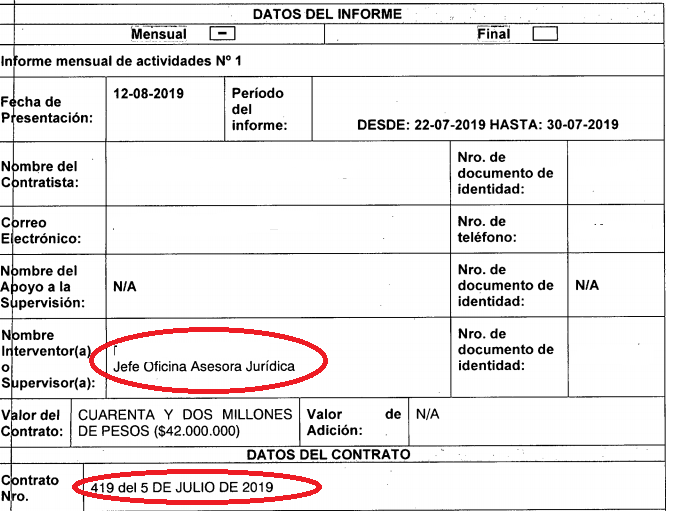 DATOS DEL INFORME
Mensual
Final
Informe mensual de actividades Nº 1
Fecha de
Presentación:
12-08-2019
Período
del
informe:
DESDE: 22-07-2019 HASTA: 30-07-2019
Nombre del
Contratista:
Nro. de
documento de
identidad:
Correo
Electrónico:
Nro. de
teléfono:
Nombre del
Apoyo a la
Supervisión:
N/A
Nro. de
documento de
identidad:
N/A
Nombre
Interventor(a)
o
Supervisor(a):
Jefe Oficina Asesora Jurídica
Nro. de
documento de
identidad:
Valor del
Contrato:
CUARENTA Y DOS MILLONES
DE PESOS ($42.000.000)
Valor de
Adición:
N/A
DATOS DEL CONTRATO
Contrato
Nro.
419 del 5 DE JULIO DE 2019